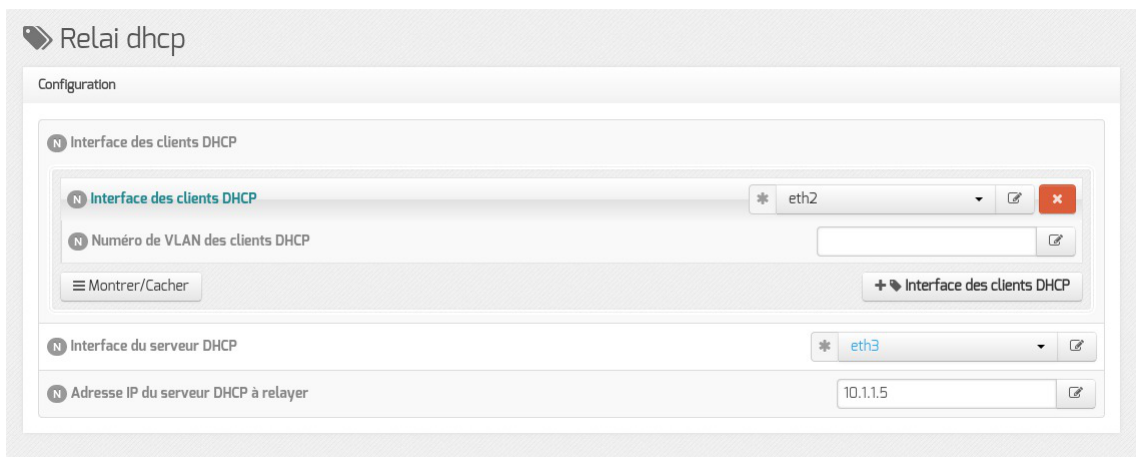 Relai dhcp
Configuration
N Interface des clients DHCP
N Interface des clients DHCP
eth2
N Numéro de VLAN des clients DHCP
Montrer/Cacher
Interface des clients DHCP
N Interface du serveur DHCP
eth3
N Adresse IP du serveur DHCP à relayer
10.1.1.5